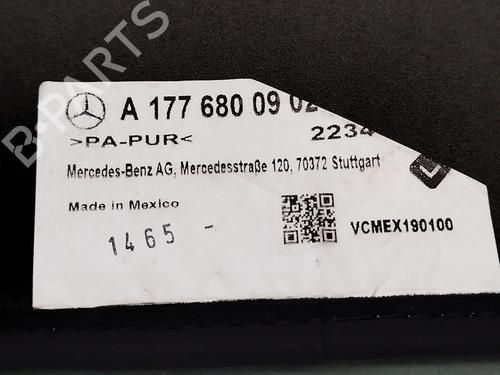 A 177 680 09 02
>PA-PUR<
2234
Mercedes-Benz AG, Mercedesstraße 120, 70372 Stuttgart
Made in Mexico
1465 -
VCMEX190100
B-PARTS